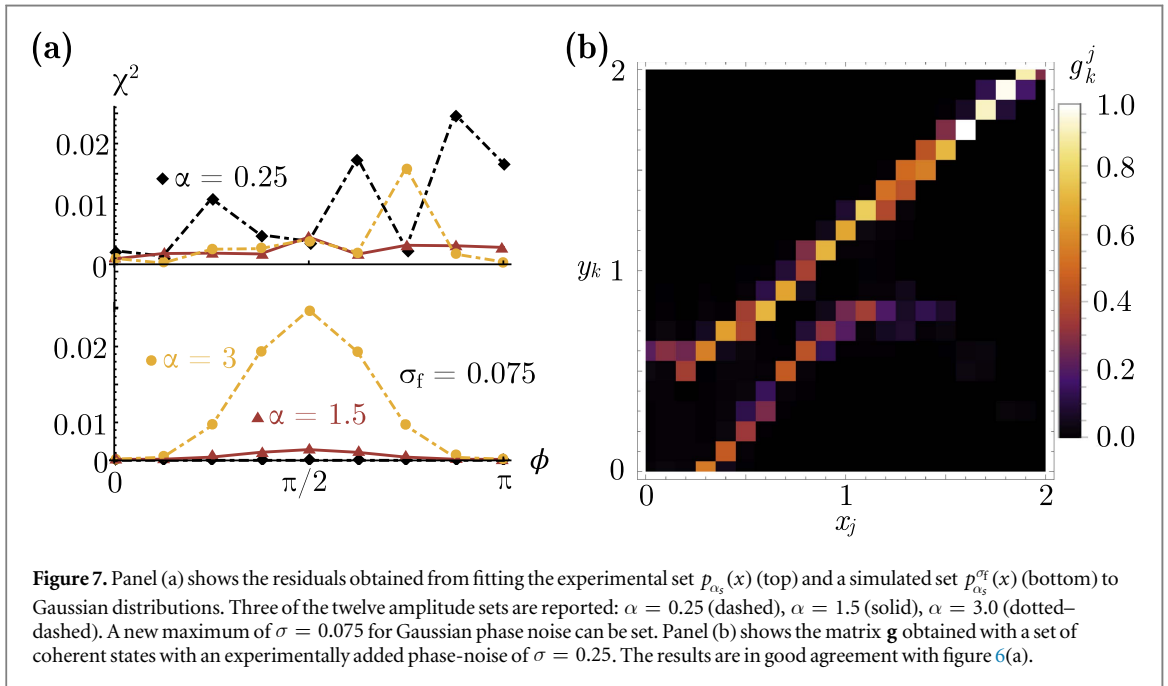 (a)
χ²
0.02
0.01
0
α = 0.25
0.02
0.01
0
α = 3
σf = 0.075
α = 1.5
0
π/2
π
ϕ
(b)
2
1
0
yₖ
0
1
2
xⱼ
gₖʲ
1.0
0.8
0.6
0.4
0.2
0.0
Figure 7. Panel (a) shows the residuals obtained from fitting the experimental set pαₛ(x) (top) and a simulated set pαₛ^σf(x) (bottom) to
Gaussian distributions. Three of the twelve amplitude sets are reported: α = 0.25 (dashed), α = 1.5 (solid), α = 3.0 (dotted–
dashed). A new maximum of σ = 0.075 for Gaussian phase noise can be set. Panel (b) shows the matrix g obtained with a set of
coherent states with an experimentally added phase-noise of σ = 0.25. The results are in good agreement with figure 6(a).